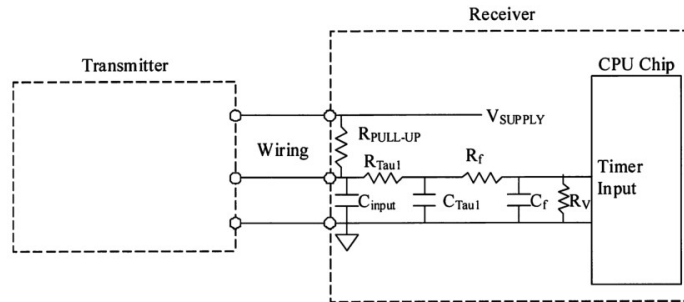 Receiver
Transmitter
CPU Chip
VSUPPLY
RPULL-UP
Wiring
RTau1
Rf
Timer
Input
Cinput
CTau1
Cf
RV